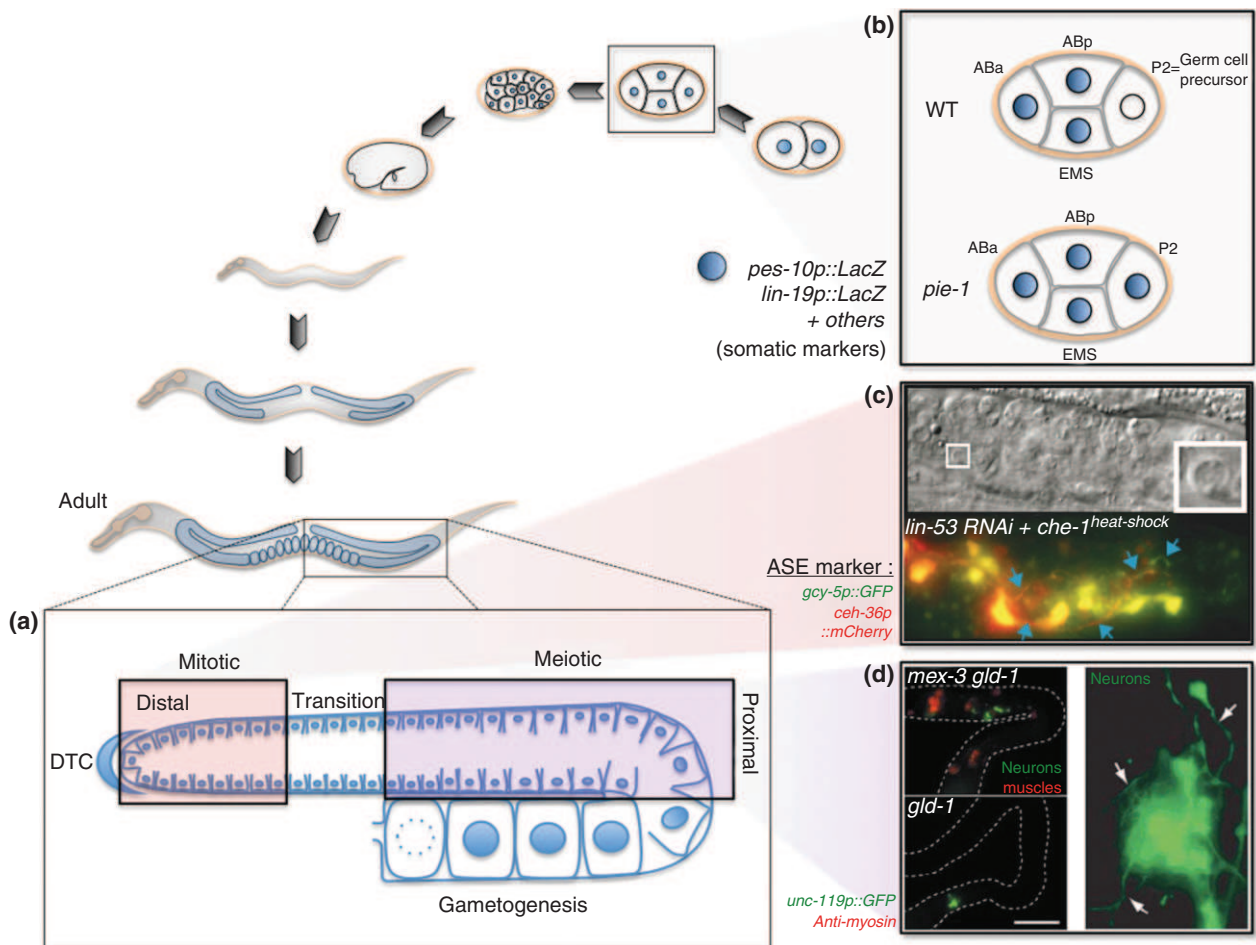 (b)
ABp
ABa
P2=
Germ cell
precursor
WT
EMS
ABp
ABa
P2
pie-1
EMS
pes-10p::LacZ
lin-19p::LacZ
+ others
(somatic markers)
(c)
lin-53 RNAi + che-1heat-shock
ASE marker :
gcy-5p::GFP
ceh-36p
::mCherry
Adult
(a)
Mitotic
Meiotic
Distal
Transition
Proximal
DTC
Gametogenesis
(d)
mex-3 gld-1
Neurons
muscles
gld-1
Neurons
unc-119p::GFP
Anti-myosin